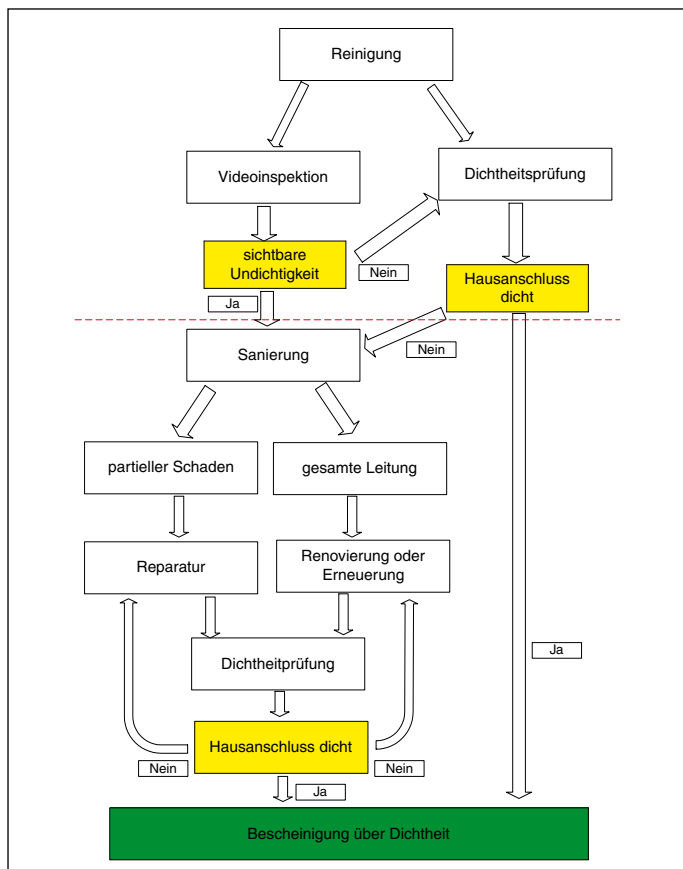 Reinigung
Videoinspektion
Dichtheitsprüfung
sichtbare
Undichtigkeit
Nein
Hausanschluss
dicht
Ja
Nein
Sanierung
partieller Schaden
gesamte Leitung
Reparatur
Renovierung oder
Erneuerung
Dichtheitprüfung
Ja
Hausanschluss dicht
Nein
Nein
Ja
Bescheinigung über Dichtheit